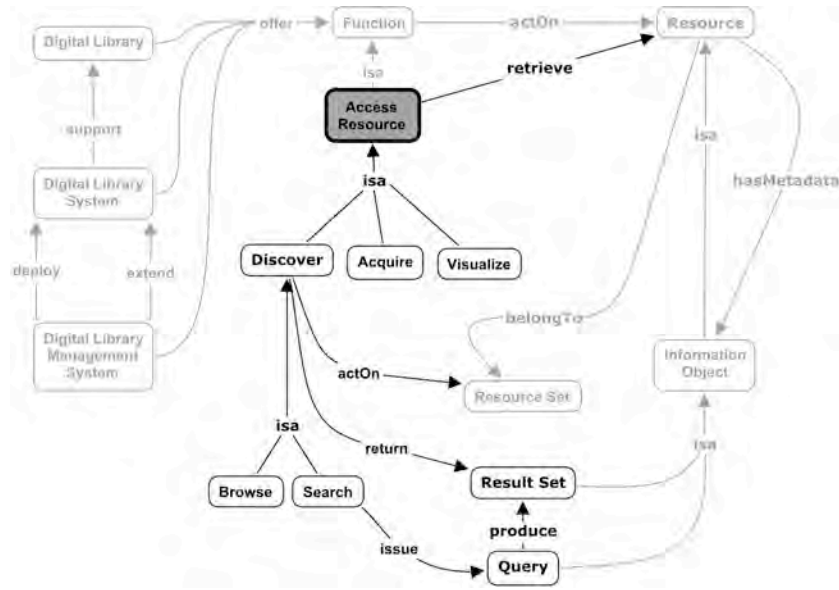 Digital Library
offer
Function
actOn
Resource
isa
retrieve
Access
Resource
support
isa
hasMetadata
isa
Digital Library
System
Discover
Acquire
Visualize
deploy
extend
belongTo
Digital Library
Management
System
Information
Object
actOn
Resource Set
isa
return
isa
Browse
Search
Result Set
produce
issue
Query